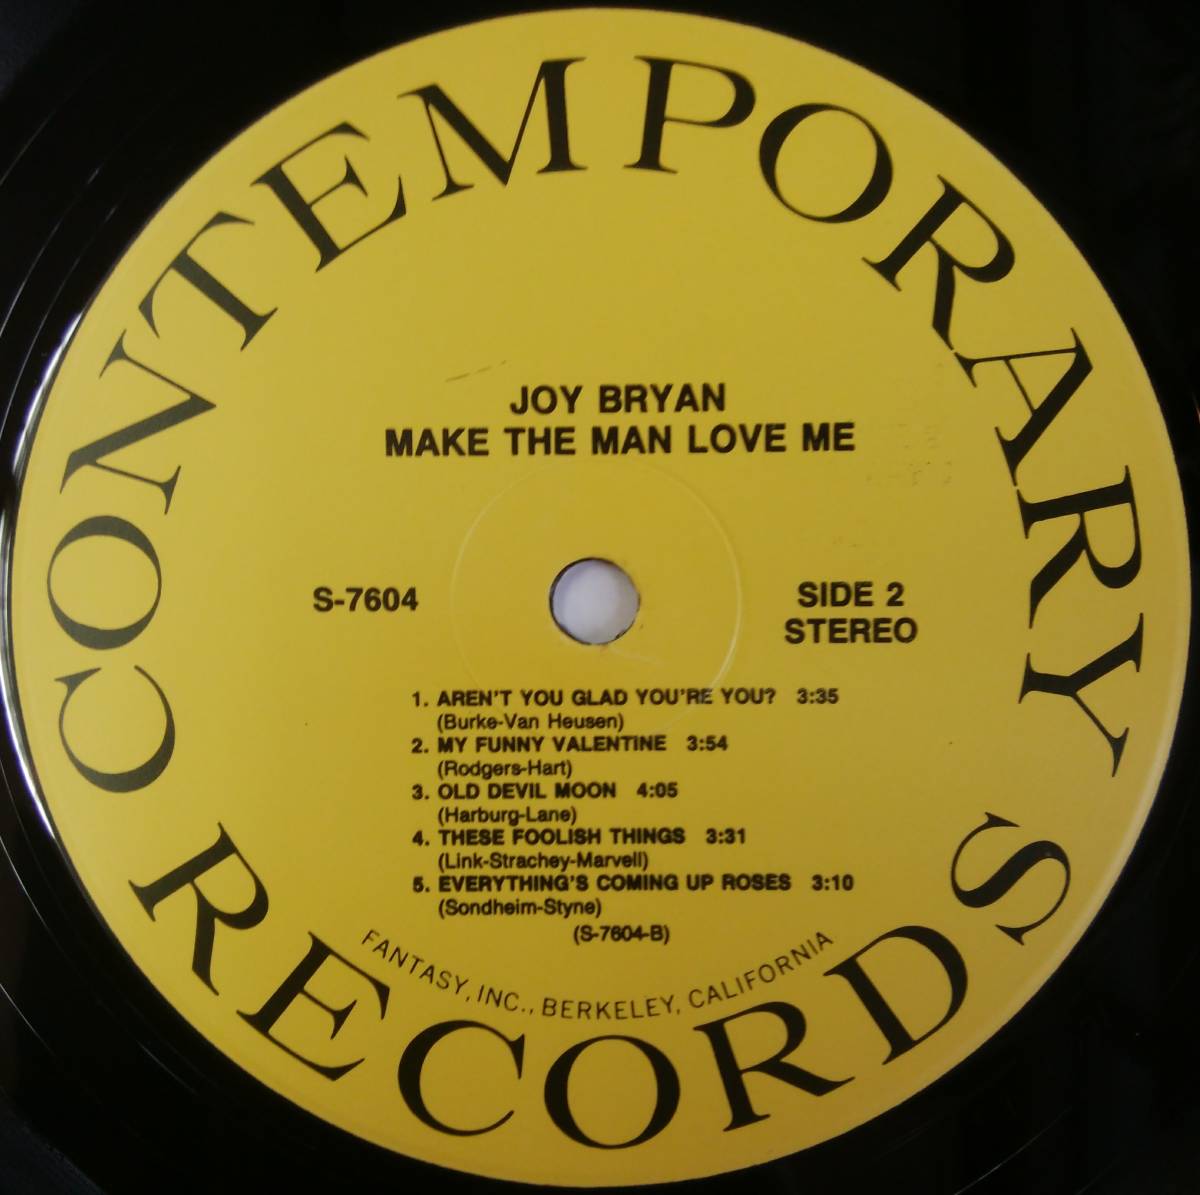 CONTEMPORARY RECORDS
JOY BRYAN
MAKE THE MAN LOVE ME
S-7604
SIDE 2
STEREO
1. AREN'T YOU GLAD YOU'RE YOU? 3:35
(Burke-Van Heusen)
2. MY FUNNY VALENTINE 3:54
(Rodgers-Hart)
3. OLD DEVIL MOON 4:05
(Harburg-Lane)
4. THESE FOOLISH THINGS 3:31
(Link-Strachey-Marvell)
5. EVERYTHING'S COMING UP ROSES 3:10
(Sondheim-Styne)
(S-7604-B)
FANTASY, INC., BERKELEY, CALIFORNIA